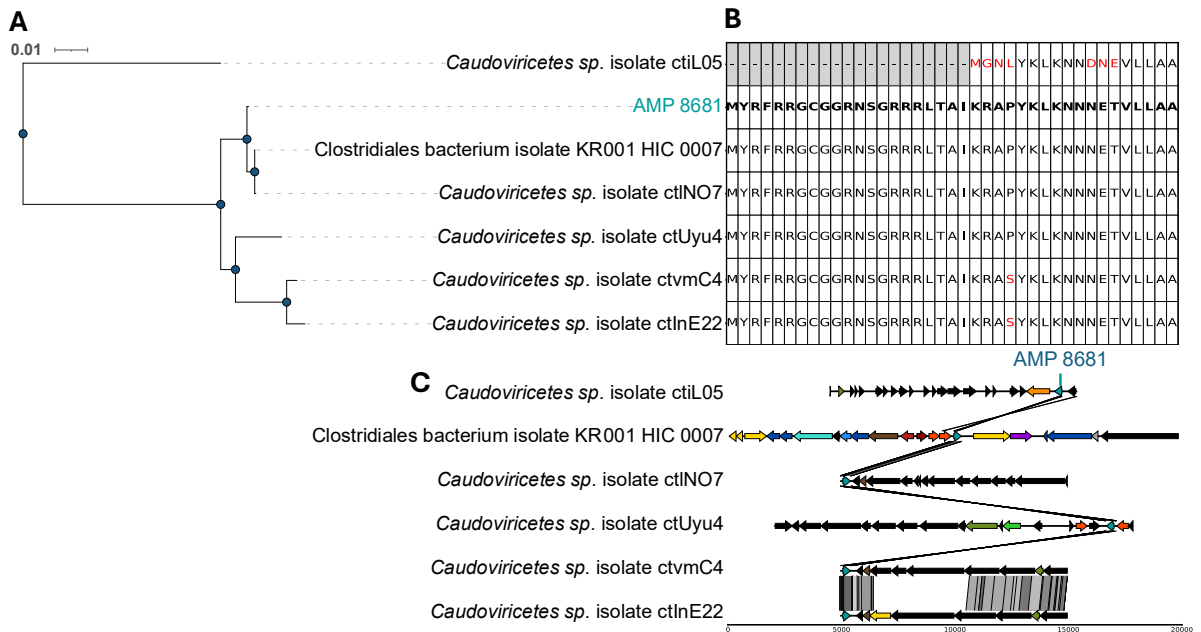 A
B
0.01
Caudoviricetes sp. isolate ctiL05 ---------------------MGNLYKLKNNDNEVLLAA
AMP 8681 MYRFRRGCGGRNSGRRRLTAIKRAPYKLKNNNETVLLAA
Clostridiales bacterium isolate KR001 HIC 0007 MYRFRRGCGGRNSGRRRLTAIKRAPYKLKNNNETVLLAA
Caudoviricetes sp. isolate ctINO7 MYRFRRGCGGRNSGRRRLTAIKRAPYKLKNNNETVLLAA
Caudoviricetes sp. isolate ctUyu4 MYRFRRGCGGRNSGRRRLTAIKRAPYKLKNNNETVLLAA
Caudoviricetes sp. isolate ctvmC4 MYRFRRGCGGRNSGRRRLTAIKRASYKLKNNNETVLLAA
Caudoviricetes sp. isolate ctInE22 MYRFRRGCGGRNSGRRRLTAIKRASYKLKNNNETVLLAA
AMP 8681
C
Caudoviricetes sp. isolate ctiL05
Clostridiales bacterium isolate KR001 HIC 0007
Caudoviricetes sp. isolate ctINO7
Caudoviricetes sp. isolate ctUyu4
Caudoviricetes sp. isolate ctvmC4
Caudoviricetes sp. isolate ctInE22
0 5000 10000 15000 20000